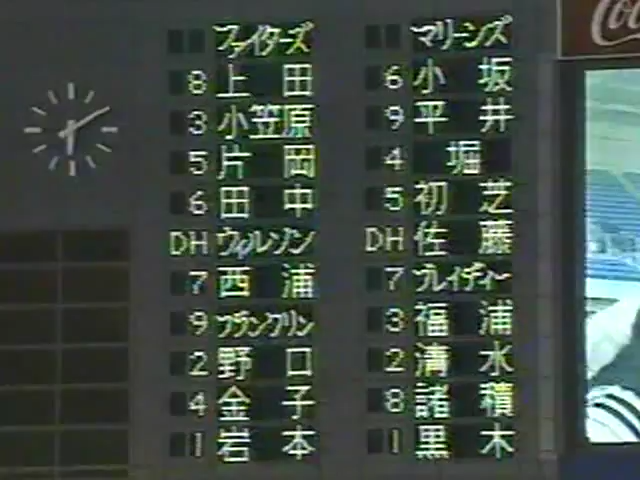 ファイターズ マリーンズ
8 上田 6 小坂
3 小笠原 9 平井
5 片岡 4 堀
6 田中 5 初芝
DH ウィルソン DH 佐藤
7 西浦 7 ブレイディー
9 フランクリン 3 福浦
2 野口 2 清水
4 金子 8 諸積
1 岩本 1 黒木